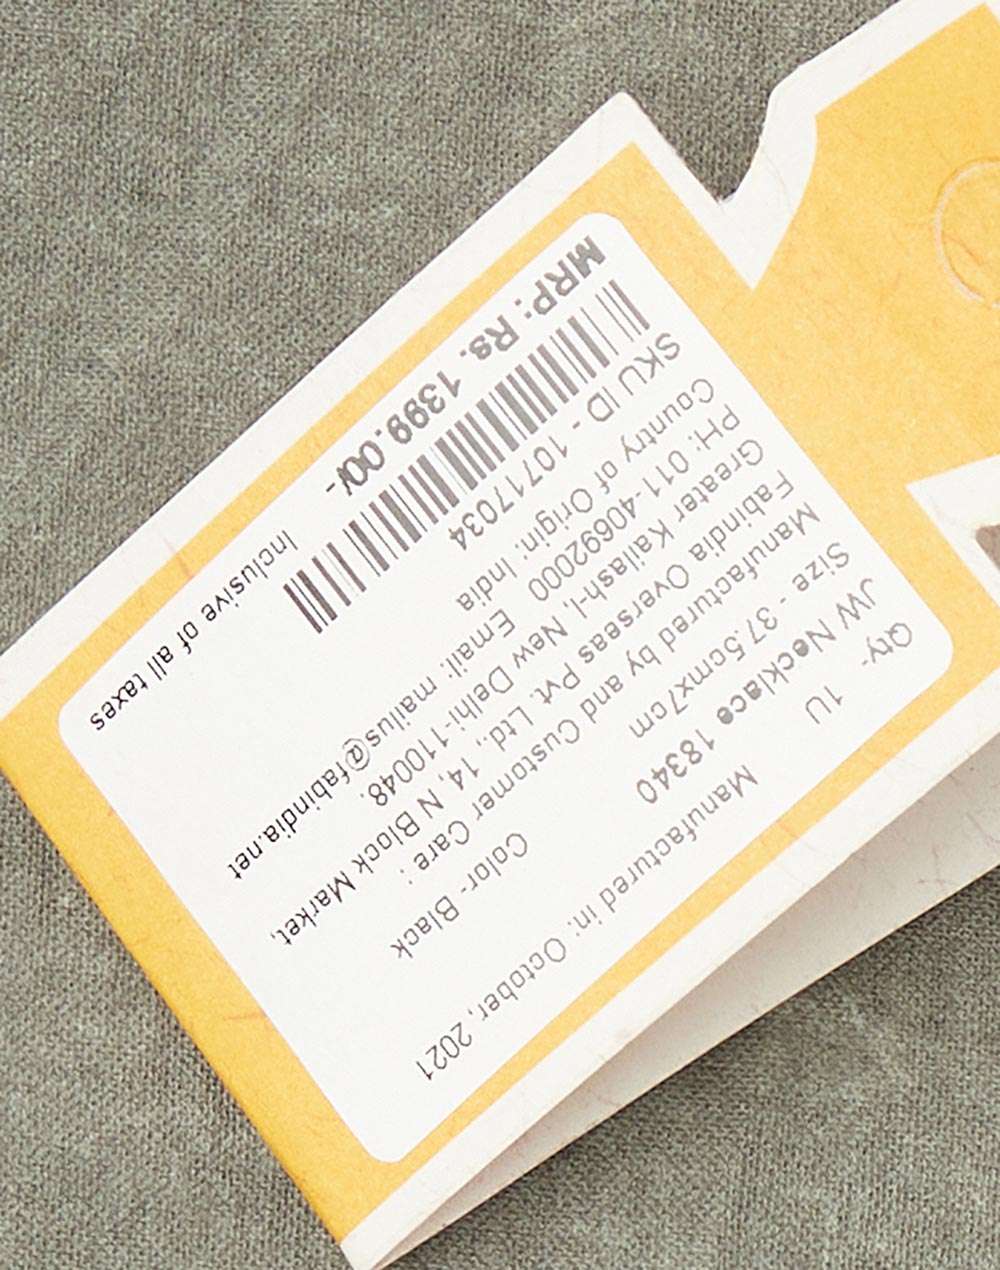 Qty- 1U Manufactured in: October, 2021
JW Necklace 18340
Size - 37.5cmx7cm Color - Black
Manufactured by and Customer Care :
Fabindia Overseas Pvt. Ltd., 14, N Block Market,
Greater Kailash-I, New Delhi-110048.
PH: 011-40692000 Email: mailus@fabindia.net
Country of Origin: India
SKU ID - 10717034
MRP: Rs. 1399.00/- Inclusive of all taxes